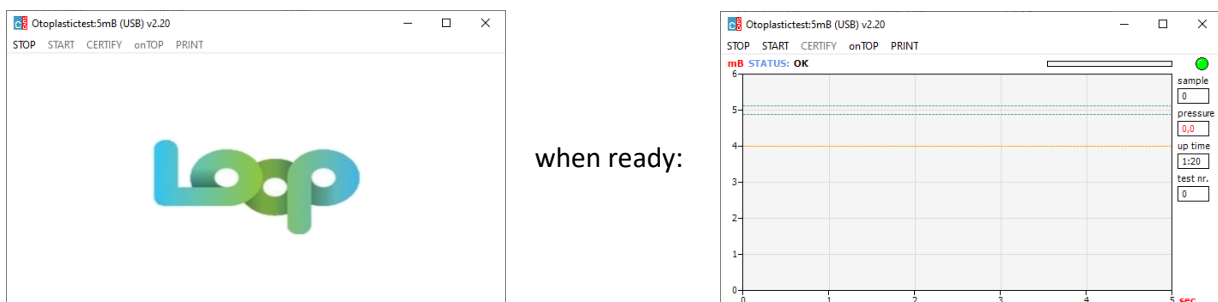 Otoplastictest:5mB (USB) v2.20
STOP START CERTIFY onTOP PRINT
Loop
when ready:
Otoplastictest:5mB (USB) v2.20
STOP START CERTIFY onTOP PRINT
mB STATUS: OK
6
5
4
3
2
1
0
0 1 2 3 4 5 sec
sample
0
pressure
0,0
up time
1:20
test nr.
0